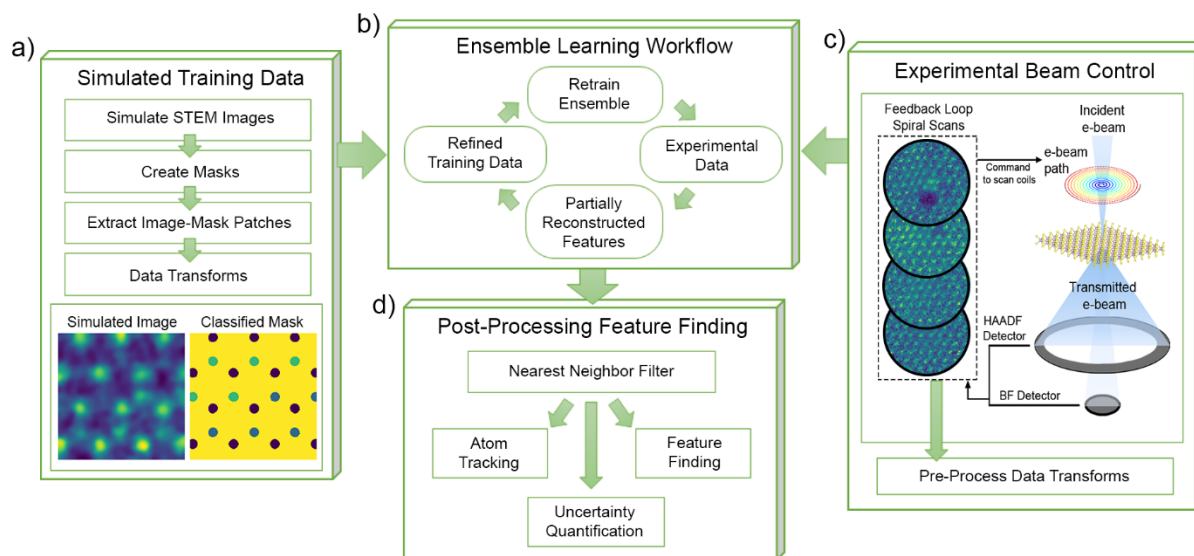 a)
Simulated Training Data
Simulate STEM Images
Create Masks
Extract Image-Mask Patches
Data Transforms
Simulated Image
Classified Mask
b)
Ensemble Learning Workflow
Retrain
Ensemble
Refined
Training Data
Experimental
Data
Partially
Reconstructed
Features
c)
Experimental Beam Control
Feedback Loop
Spiral Scans
Incident
e-beam
Command
to scan coils
e-beam
path
Transmitted
e-beam
HAADF
Detector
BF Detector
Pre-Process Data Transforms
d)
Post-Processing Feature Finding
Nearest Neighbor Filter
Atom
Tracking
Feature
Finding
Uncertainty
Quantification